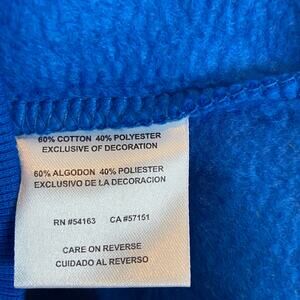 60% COTTON 40% POLYESTER
EXCLUSIVE OF DECORATION
60% ALGODON 40% POLIESTER
EXCLUSIVO DE LA DECORACION
RN #54163 CA #57151
CARE ON REVERSE
CUIDADO AL REVERSO